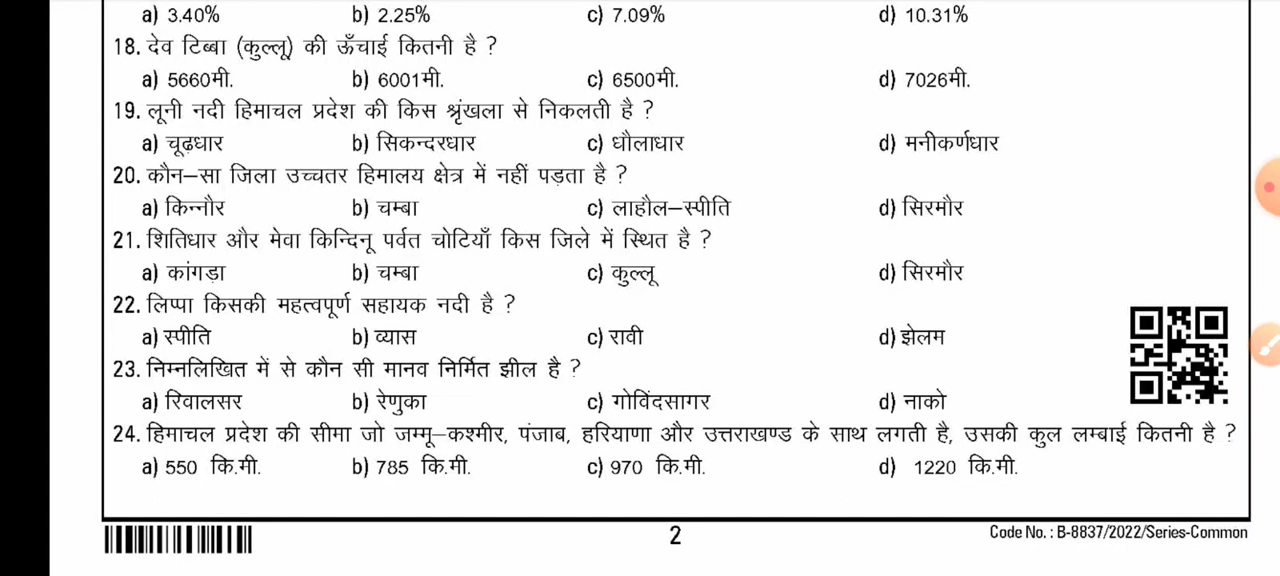 a) 3.40% b) 2.25% c) 7.09% d) 10.31%
18. देव टिब्बा (कुल्लू) की ऊँचाई कितनी है ?
a) 5660मी. b) 6001मी. c) 6500मी. d) 7026मी.
19. लूनी नदी हिमाचल प्रदेश की किस श्रृंखला से निकलती है ?
a) चूढ़धार b) सिकन्दरधार c) धौलाधार d) मनीकर्णधार
20. कौन–सा जिला उच्चतर हिमालय क्षेत्र में नहीं पड़ता है ?
a) किन्नौर b) चम्बा c) लाहौल–स्पीति d) सिरमौर
21. शितिधार और मेवा किन्दिनू पर्वत चोटियाँ किस जिले में स्थित है ?
a) कांगड़ा b) चम्बा c) कुल्लू d) सिरमौर
22. लिप्पा किसकी महत्वपूर्ण सहायक नदी है ?
a) स्पीति b) व्यास c) रावी d) झेलम
23. निम्नलिखित में से कौन सी मानव निर्मित झील है ?
a) रिवालसर b) रेणुका c) गोविंदसागर d) नाको
24. हिमाचल प्रदेश की सीमा जो जम्मू–कश्मीर, पंजाब, हरियाणा और उत्तराखण्ड के साथ लगती है, उसकी कुल लम्बाई कितनी है ?
a) 550 कि.मी. b) 785 कि.मी. c) 970 कि.मी. d) 1220 कि.मी.
2
Code No. : B-8837/2022/Series-Common